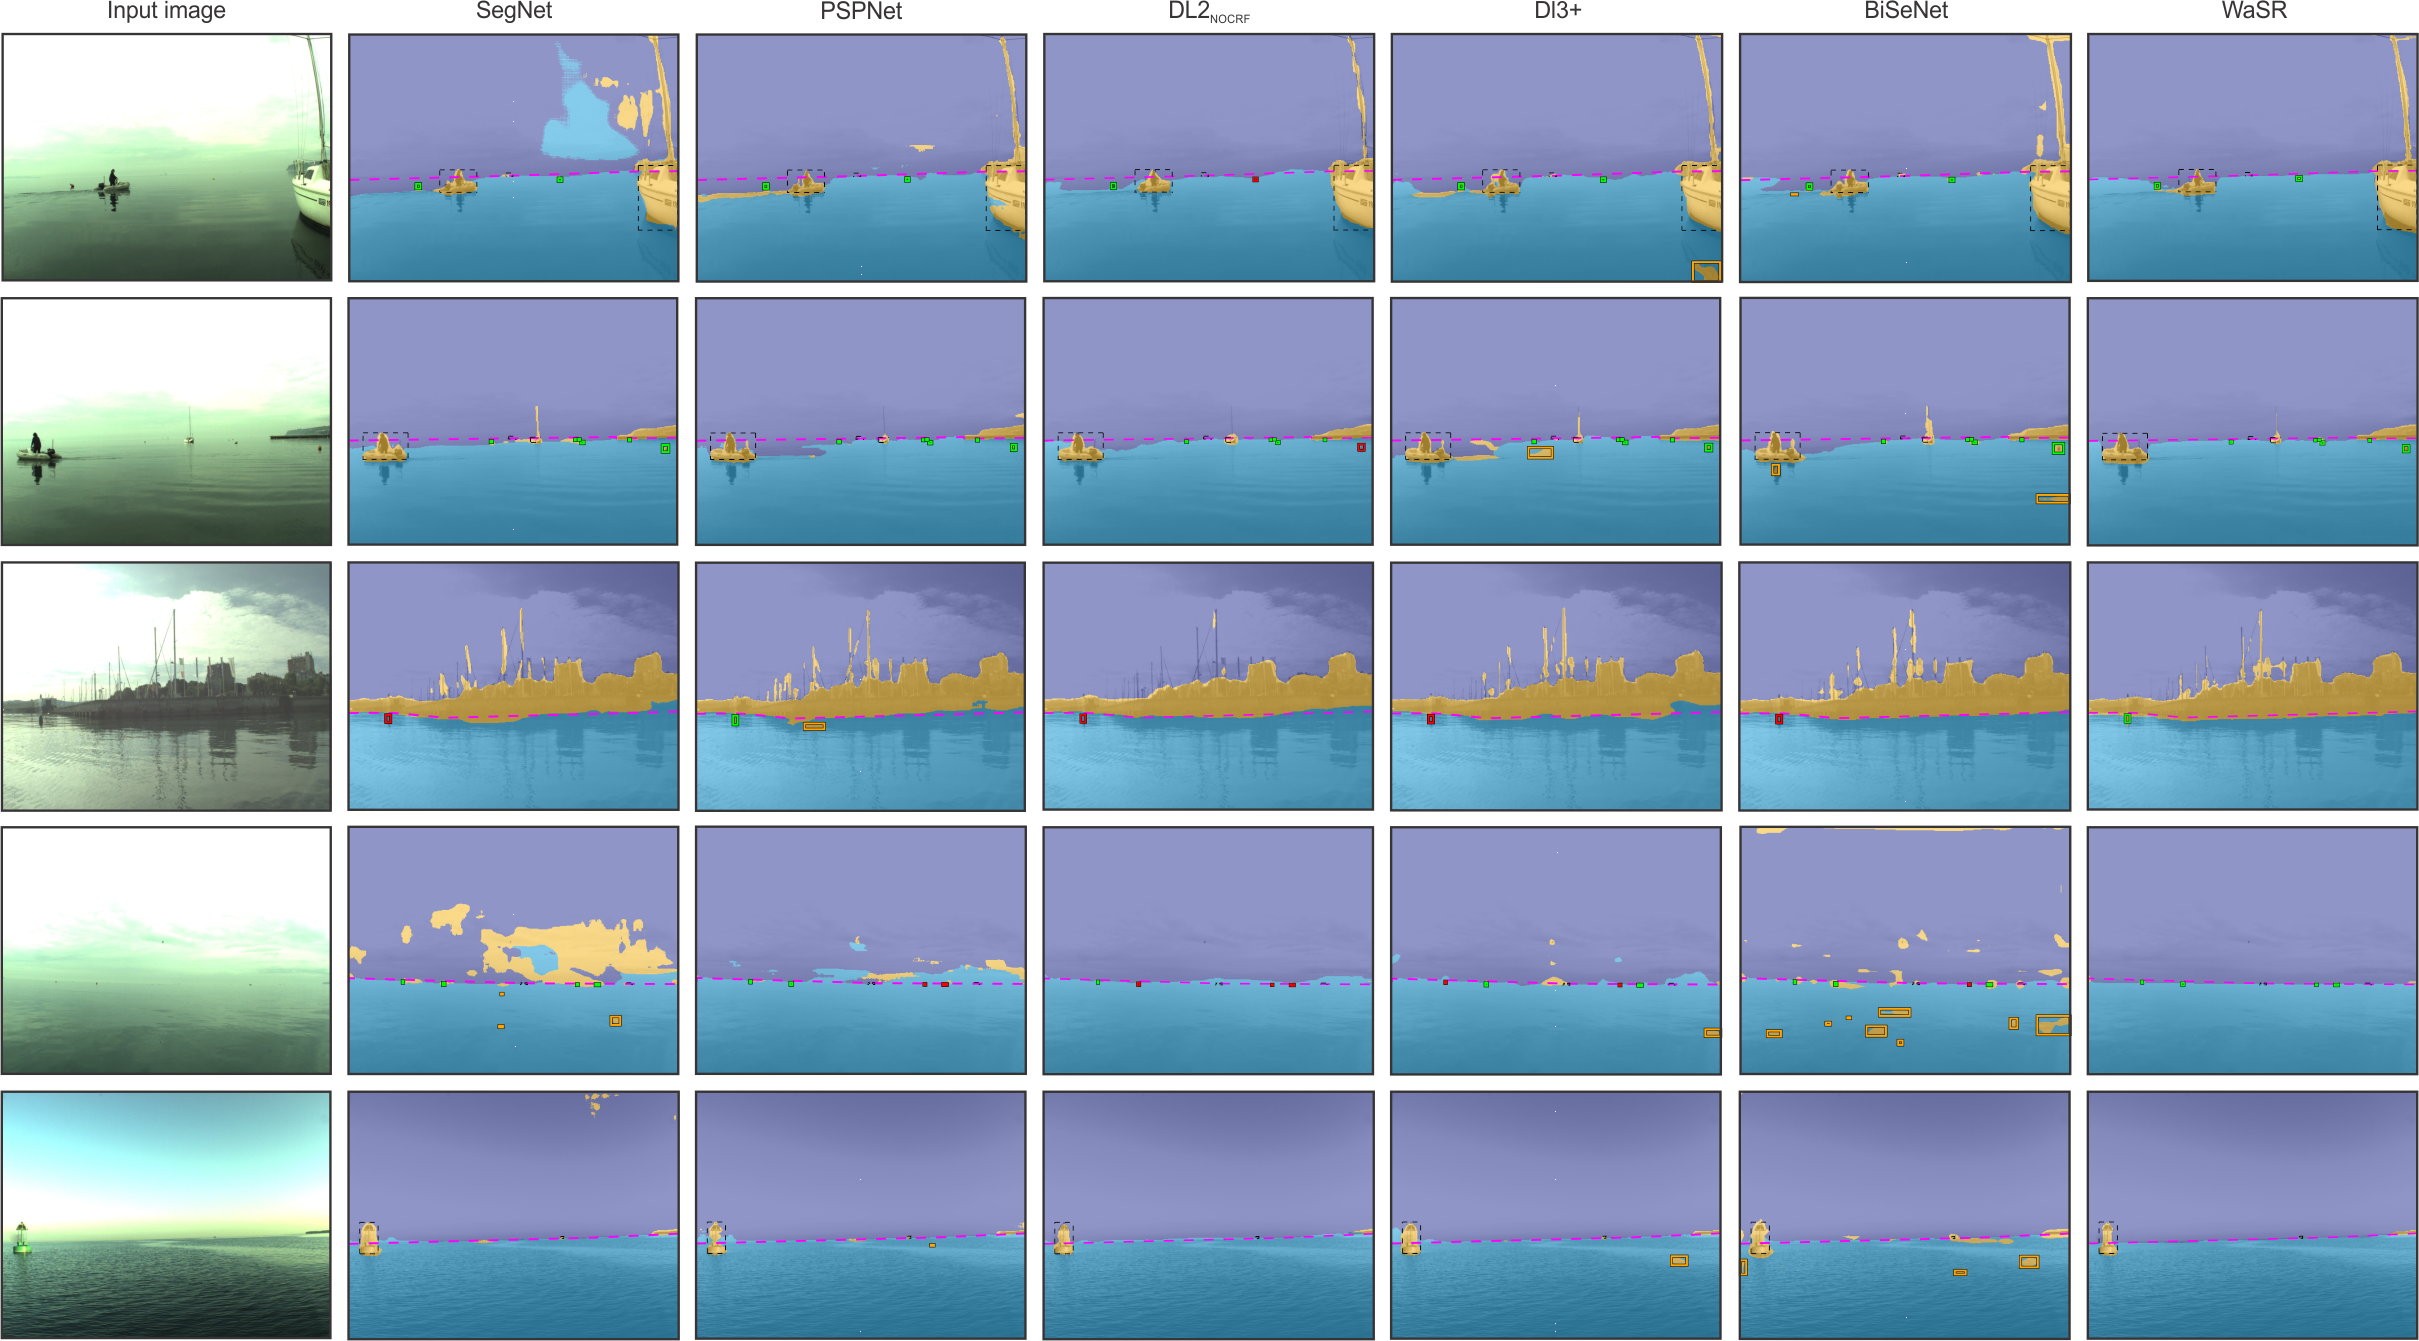 Input image
SegNet
PSPNet
DL2NOCRF
Dl3+
BiSeNet
WaSR